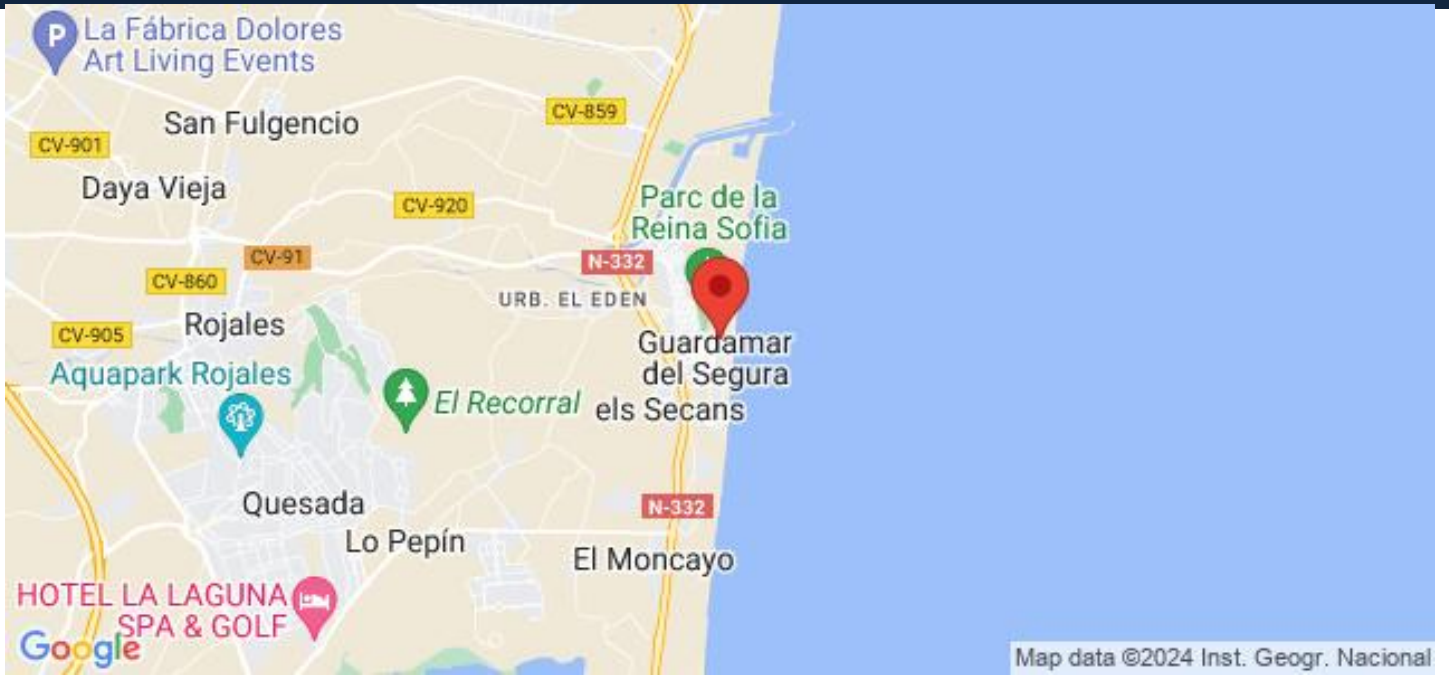 La Fábrica Dolores
Art Living Events
San Fulgencio
CV-859
CV-901
Daya Vieja
CV-920
Parc de la
Reina Sofia
CV-91
N-332
CV-860
URB. EL EDEN
Rojales
CV-905
Guardamar
del Segura
Aquapark Rojales
El Recorral
els Secans
Quesada
N-332
Lo Pepín
El Moncayo
HOTEL LA LAGUNA
SPA & GOLF
Google
Map data ©2024 Inst. Geogr. Nacional